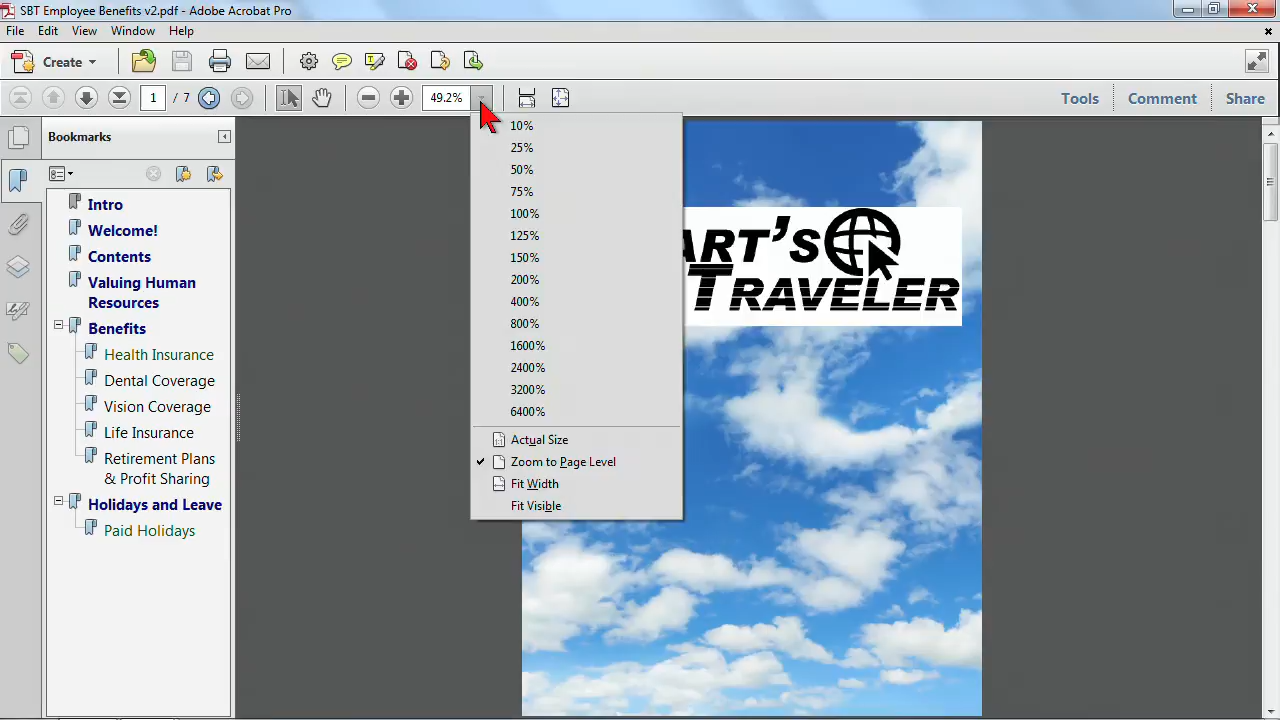 SBT Employee Benefits v2.pdf - Adobe Acrobat Pro
File Edit View Window Help
Create
1 / 7 49.2% Tools Comment Share
Bookmarks
Intro
Welcome!
Contents
Valuing Human
Resources
Benefits
Health Insurance
Dental Coverage
Vision Coverage
Life Insurance
Retirement Plans
& Profit Sharing
Holidays and Leave
Paid Holidays
10%
25%
50%
75%
100%
125%
150%
200%
400%
800%
1600%
2400%
3200%
6400%
Actual Size
Zoom to Page Level
Fit Width
Fit Visible
ART'S
TRAVELER